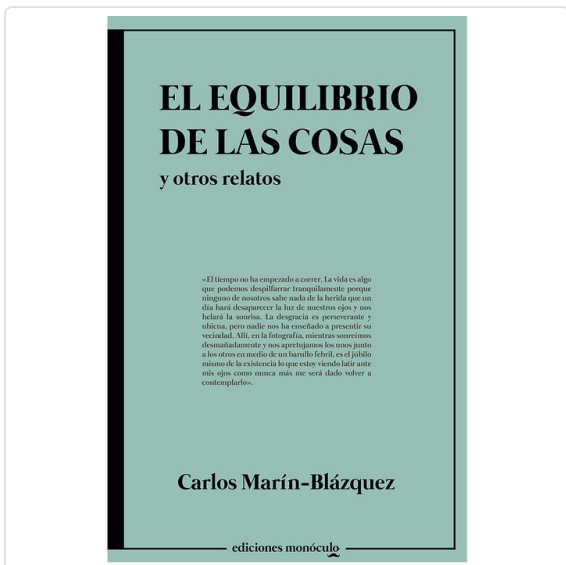 EL EQUILIBRIO
DE LAS COSAS
y otros relatos
«El tiempo no ha empezado a correr. La vida es algo
que podemos despilfarrar tranquilamente porque
ninguno de nosotros sabe nada de la herida que un
día hará desaparecer la luz de nuestros ojos y nos
helará la sonrisa. La desgracia es perseverante y
ubicua, pero nadie nos ha enseñado a presentir su
vecindad. Allí, en la fotografía, mientras sonreímos
desmañadamente y nos apretujamos los unos junto
a los otros en medio de un barullo febril, es el júbilo
mismo de la existencia lo que estoy viendo latir ante
mis ojos como nunca más me será dado volver a
contemplarlo».
Carlos Marín-Blázquez
ediciones monóculo